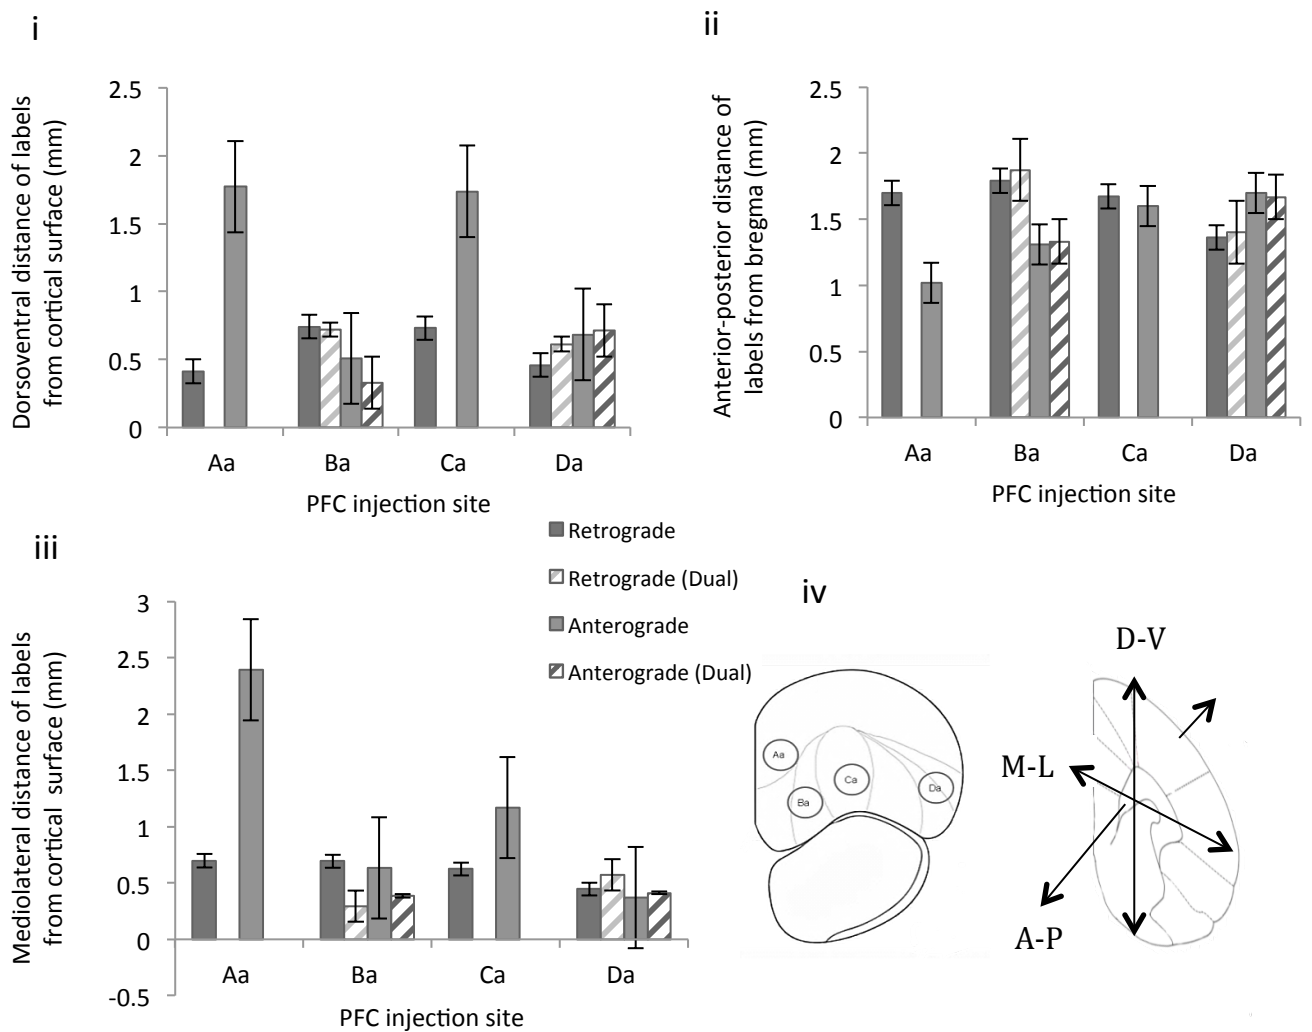 i
Dorsoventral distance of labels
from cortical surface (mm)
2.5
2
1.5
1
0.5
0
Aa Ba Ca Da
PFC injection site
ii
Anterior-posterior distance of
labels from bregma (mm)
2.5
2
1.5
1
0.5
0
Aa Ba Ca Da
PFC injection site
iii
Mediolateral distance of labels
from cortical surface (mm)
3
2.5
2
1.5
1
0.5
0
-0.5
Aa Ba Ca Da
PFC injection site
Retrograde
Retrograde (Dual)
Anterograde
Anterograde (Dual)
iv
Aa
Ba
Ca
Da
D-V
M-L
A-P